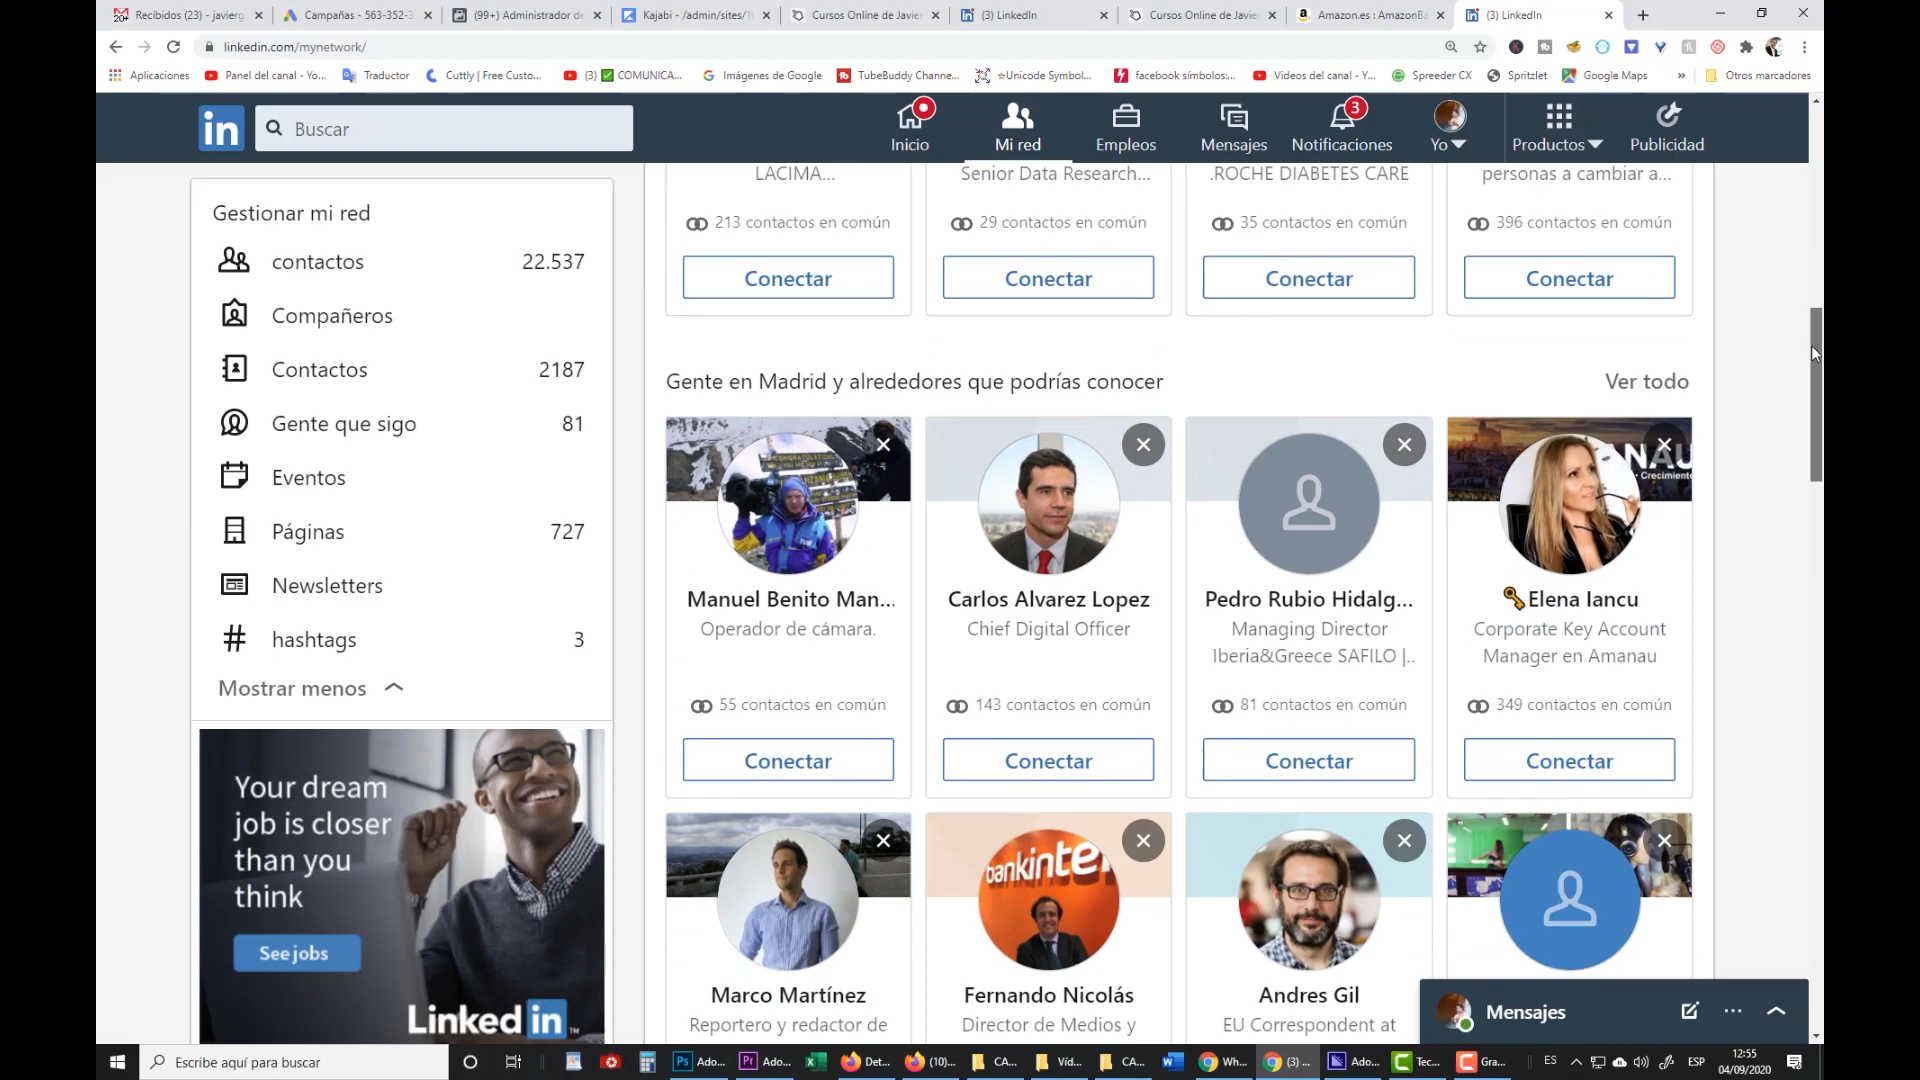 Recibidos (23) - javierg
Campañas - 563-352-3
(99+) Administrador de
Kajabi - /admin/sites/1
Cursos Online de Javie
(3) LinkedIn
Cursos Online de Javie
Amazon.es : AmazonBa
(3) LinkedIn
linkedin.com/mynetwork/
Aplicaciones
Panel del canal - Yo...
Traductor
Cuttly | Free Custo...
(3) ✅ COMUNICA...
Imágenes de Google
TubeBuddy Channe...
☆Unicode Symbol...
facebook símbolos:...
Videos del canal - Y...
Spreeder CX
Spritzlet
Google Maps
Otros marcadores
in
Buscar
Inicio
Mi red
Empleos
Mensajes
3
Notificaciones
Yo
Productos
Publicidad
Gestionar mi red
contactos 22.537
Compañeros
Contactos 2187
Gente que sigo 81
Eventos
Páginas 727
Newsletters
hashtags 3
Mostrar menos
Your dream
job is closer
than you
think
See jobs
Linked in
LACIMA...
213 contactos en común
Conectar
Senior Data Research...
29 contactos en común
Conectar
.ROCHE DIABETES CARE
35 contactos en común
Conectar
personas a cambiar a...
396 contactos en común
Conectar
Gente en Madrid y alrededores que podrías conocer
Ver todo
Manuel Benito Man...
Operador de cámara.
55 contactos en común
Conectar
Carlos Alvarez Lopez
Chief Digital Officer
143 contactos en común
Conectar
Pedro Rubio Hidalg...
Managing Director
Iberia&Greece SAFILO |..
81 contactos en común
Conectar
NAU
Crecimiento
🔑Elena Iancu
Corporate Key Account
Manager en Amanau
349 contactos en común
Conectar
Marco Martínez
Reportero y redactor de
bankinter
Fernando Nicolás
Director de Medios y
Andres Gil
EU Correspondent at
Mensajes
Escribe aquí para buscar
Ado...
Ado...
Det...
(10)...
CA...
Víd...
CA...
Wh...
(3) ...
Ado...
Tec...
Gra...
ES
ESP
12:55
04/09/2020